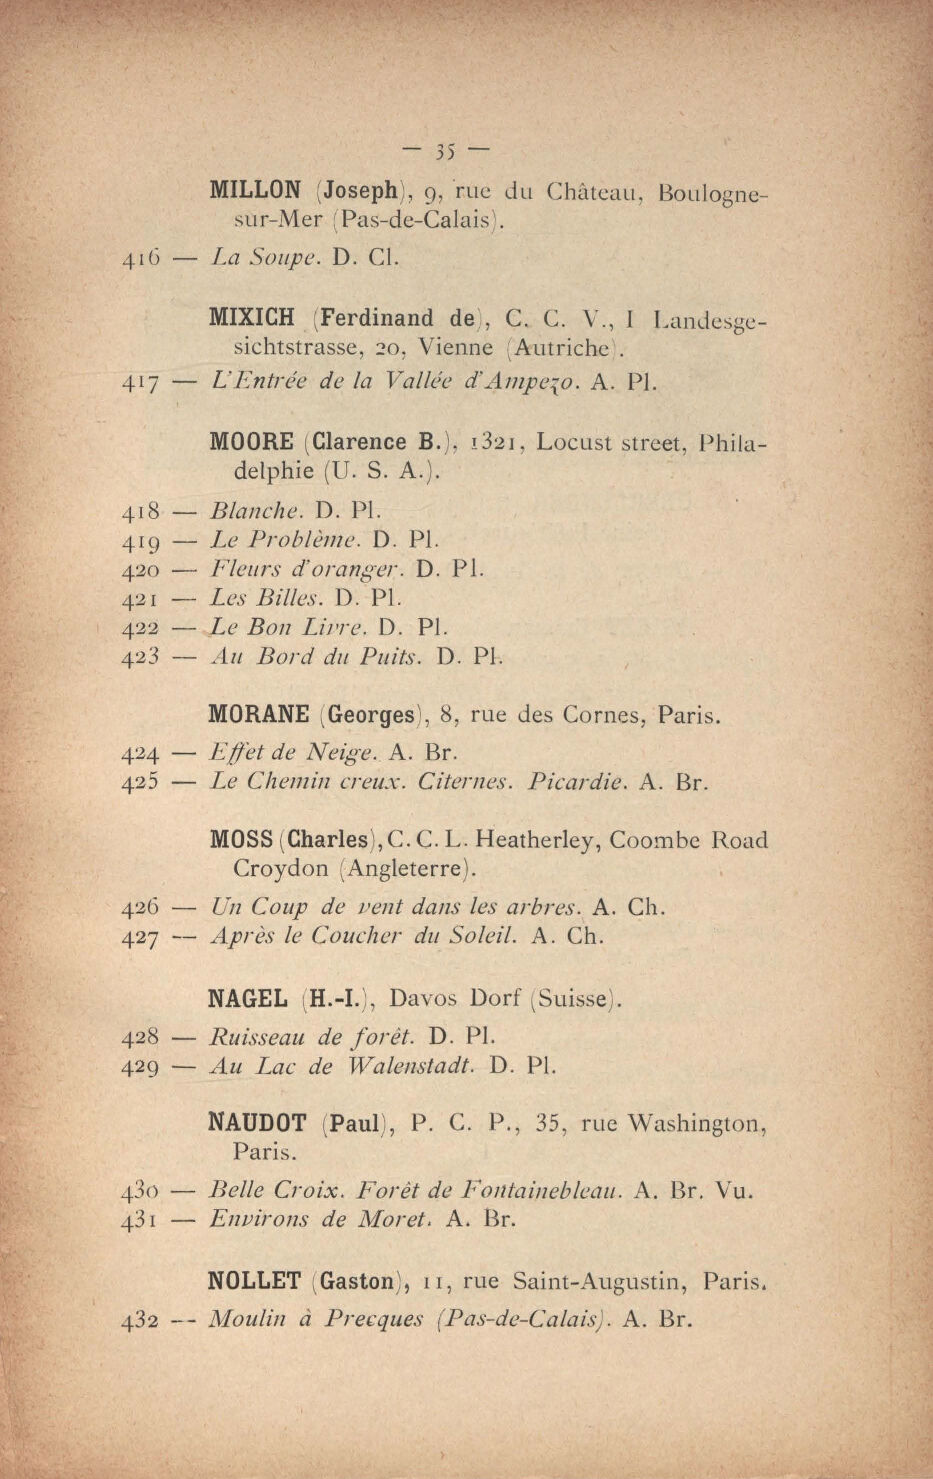 — 35 —
MILLON (Joseph), 9, rue du Château, Boulogne-
sur-Mer (Pas-de-Calais).
416 — La Soupe. D. Cl.
MIXICH (Ferdinand de), C. C. V., I Landesge-
sichtstrasse, 20, Vienne (Autriche).
417 — L'Entrée de la Vallée d'Ampezo. A. Pl.
MOORE (Clarence B.), 1321, Locust street, Phila-
delphie (U. S. A.).
418 — Blanche. D. Pl.
419 — Le Problème. D. Pl.
420 — Fleurs d'oranger. D. Pl.
421 — Les Billes. D. Pl.
422 — Le Bon Livre. D. Pl.
423 — Au Bord du Puits. D. Pl.
MORANE (Georges), 8, rue des Cornes, Paris.
424 — Effet de Neige. A. Br.
425 — Le Chemin creux. Citernes. Picardie. A. Br.
MOSS (Charles), C. C. L. Heatherley, Coombe Road
Croydon (Angleterre).
426 — Un Coup de vent dans les arbres. A. Ch.
427 — Après le Coucher du Soleil. A. Ch.
NAGEL (H.-I.), Davos Dorf (Suisse).
428 — Ruisseau de forêt. D. Pl.
429 — Au Lac de Walenstadt. D. Pl.
NAUDOT (Paul), P. C. P., 35, rue Washington,
Paris.
430 — Belle Croix. Forêt de Fontainebleau. A. Br. Vu.
431 — Environs de Moret. A. Br.
NOLLET (Gaston), 11, rue Saint-Augustin, Paris.
432 — Moulin à Precques (Pas-de-Calais). A. Br.